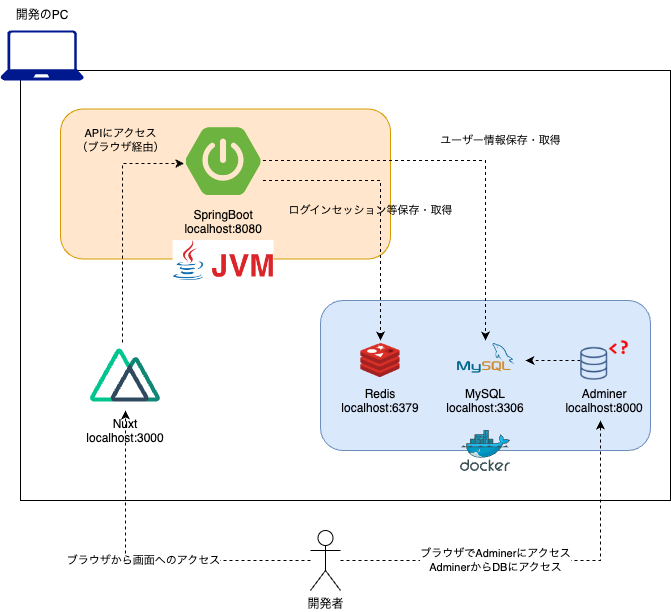 開発のPC
APIにアクセス
（ブラウザ経由）
ユーザー情報保存・取得
SpringBoot
localhost:8080
ログインセッション等保存・取得
JVM
MySQL
<?
Redis
localhost:6379
MySQL
localhost:3306
Adminer
localhost:8000
Nuxt
localhost:3000
docker
ブラウザから画面へのアクセス
ブラウザでAdminerにアクセス
AdminerからDBにアクセス
開発者